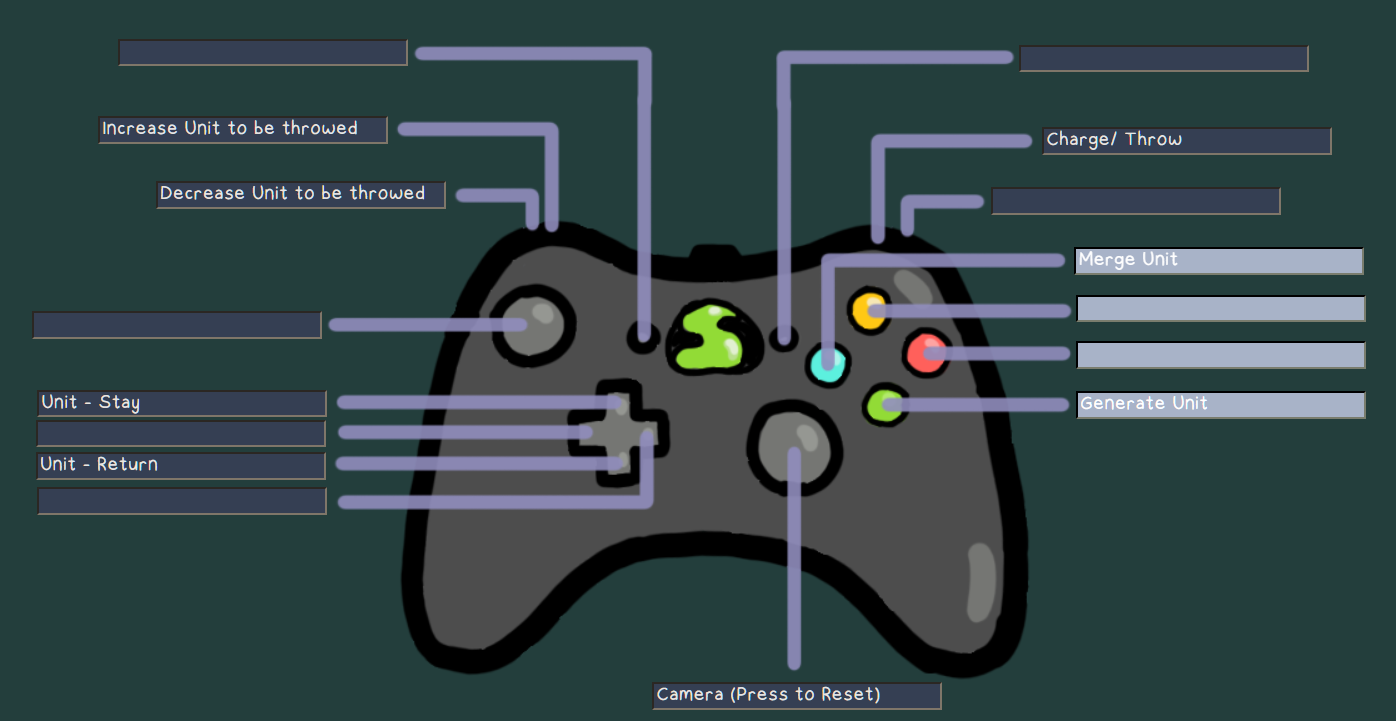 Increase Unit to be throwed
Charge/ Throw
Decrease Unit to be throwed
Merge Unit
Unit - Stay
Generate Unit
Unit - Return
Camera (Press to Reset)